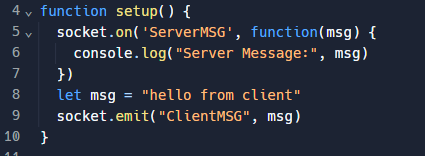 4 function setup() {
5 socket.on('ServerMSG', function(msg) {
6 console.log("Server Message:", msg)
7 })
8 let msg = "hello from client"
9 socket.emit("ClientMSG", msg)
10 }